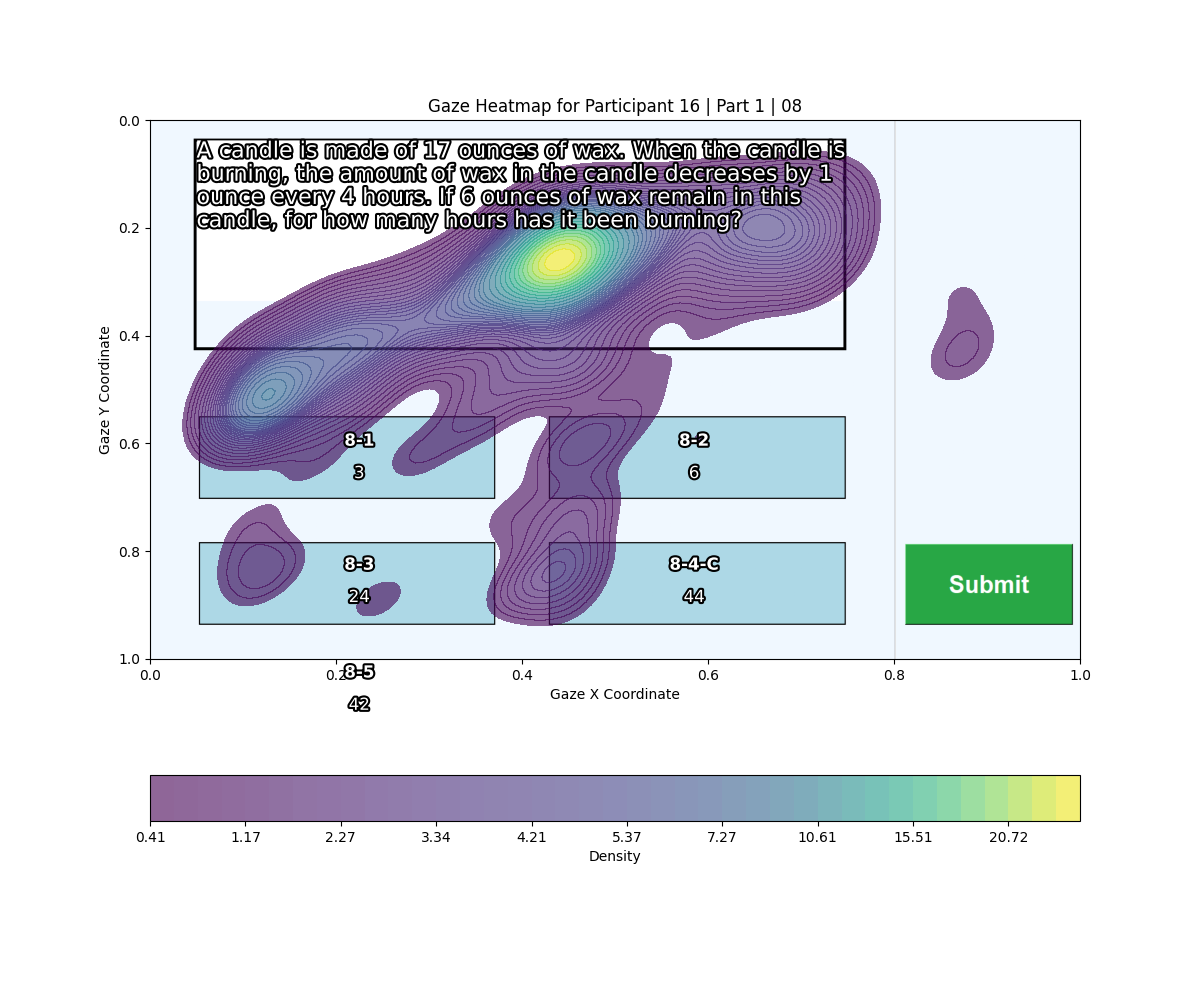 Gaze Heatmap for Participant 16 | Part 1 | 08
0.0
0.2
0.4
0.6
0.8
1.0
Gaze Y Coordinate
A candle is made of 17 ounces of wax. When the candle is
burning, the amount of wax in the candle decreases by 1
ounce every 4 hours. If 6 ounces of wax remain in this
candle, for how many hours has it been burning?
8-1
3
8-2
6
8-3
24
8-4-C
44
Submit
0.0 0.2 0.4 0.6 0.8 1.0
8-5
42
Gaze X Coordinate
0.41 1.17 2.27 3.34 4.21 5.37 7.27 10.61 15.51 20.72
Density